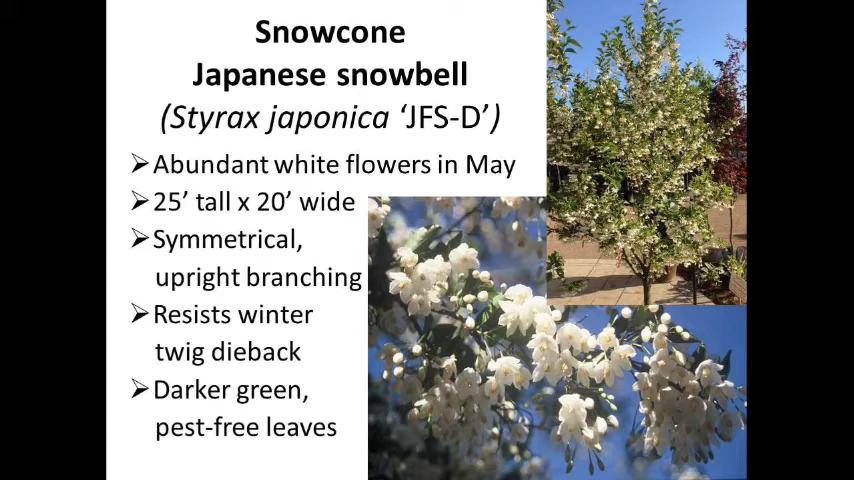 Snowcone
Japanese snowbell
(Styrax japonica ‘JFS-D’)
➢Abundant white flowers in May
➢25’ tall x 20’ wide
➢Symmetrical,
upright branching
➢Resists winter
twig dieback
➢Darker green,
pest-free leaves